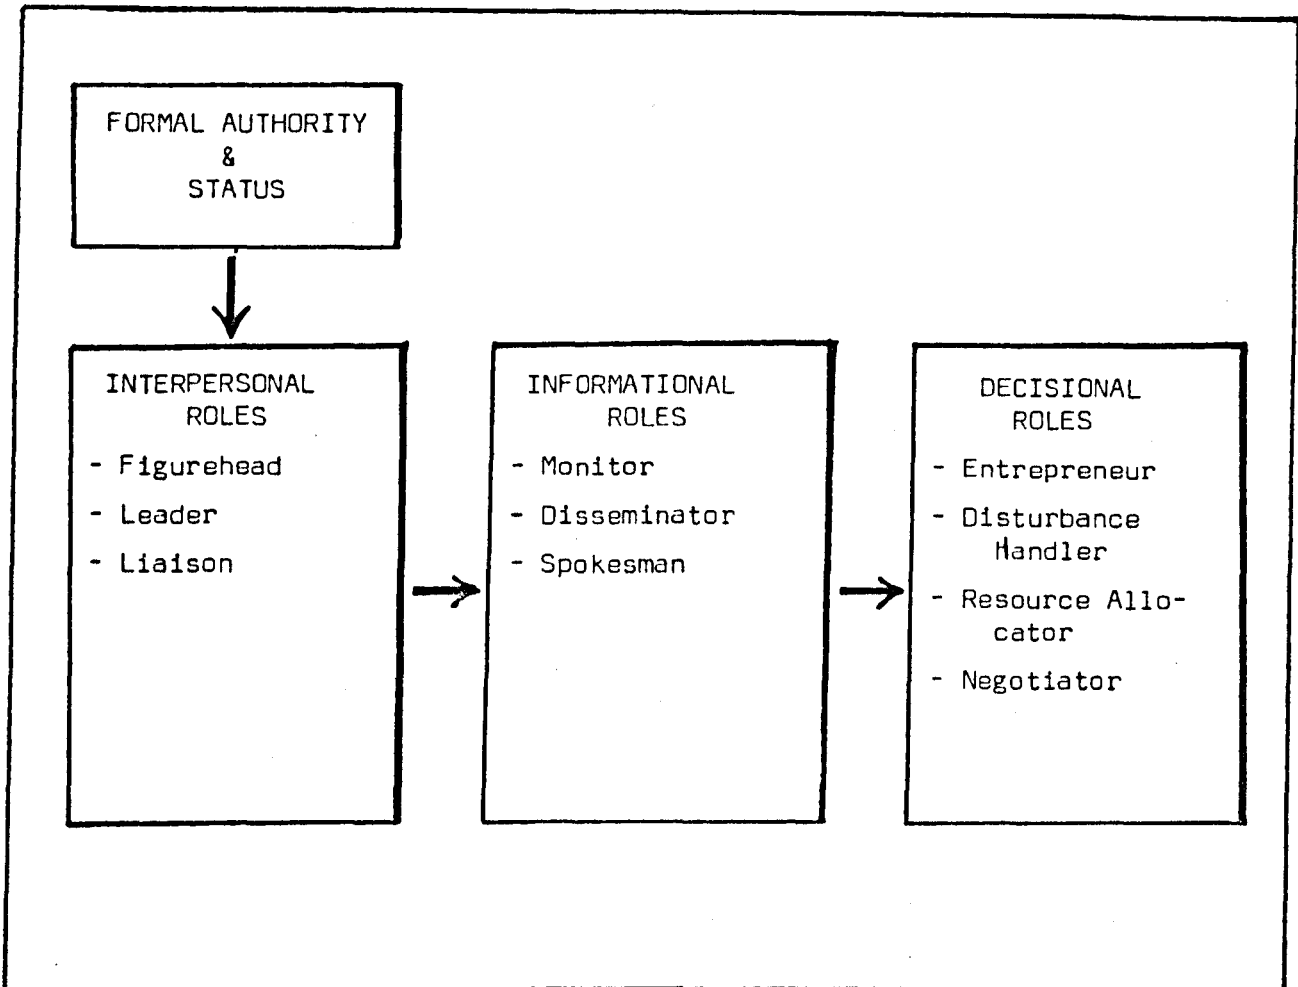 FORMAL AUTHORITY
&
STATUS
INTERPERSONAL
ROLES
- Figurehead
- Leader
- Liaison
INFORMATIONAL
ROLES
- Monitor
- Disseminator
- Spokesman
DECISIONAL
ROLES
- Entrepreneur
- Disturbance
Handler
- Resource Allo-
cator
- Negotiator